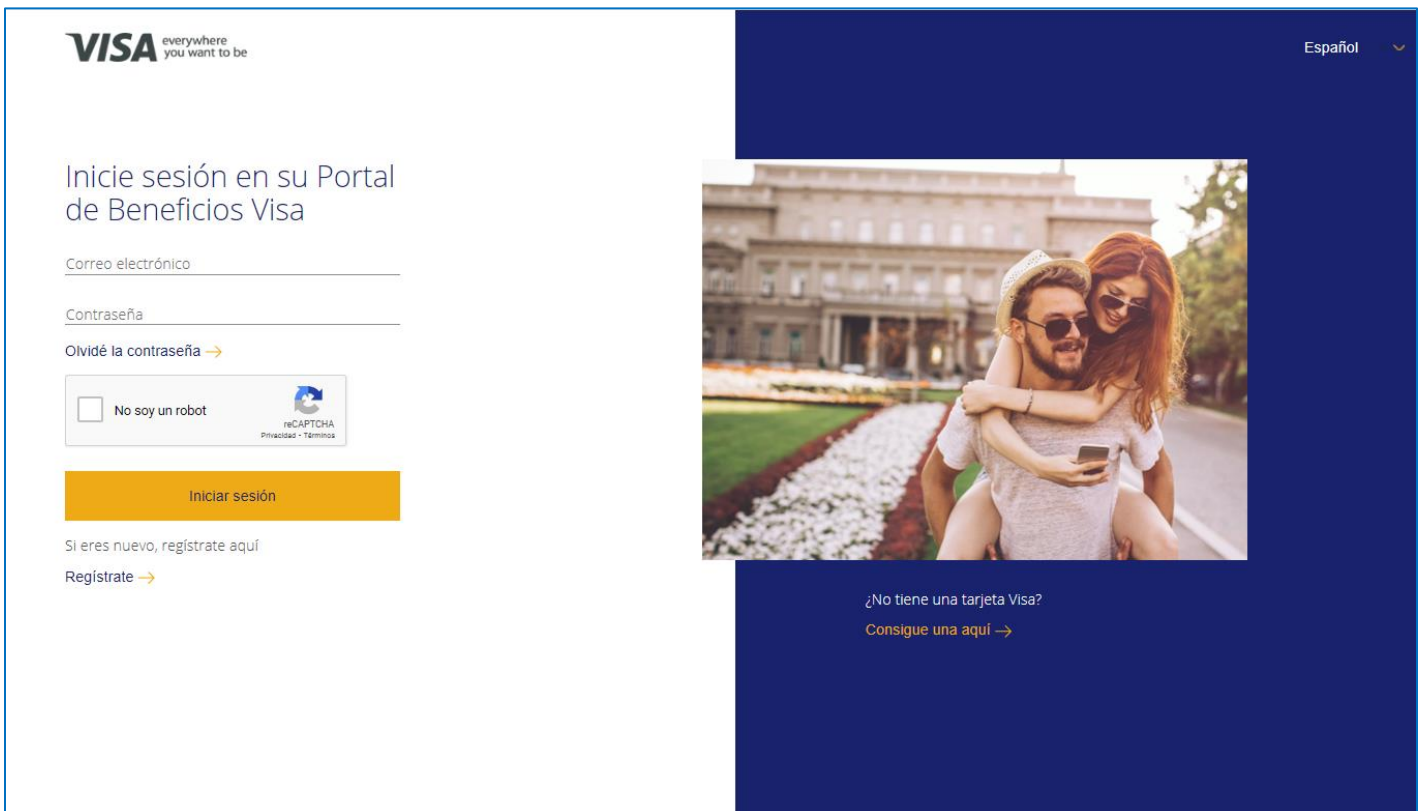 VISA everywhere
you want to be
Español
Inicie sesión en su Portal
de Beneficios Visa
Correo electrónico
Contraseña
Olvidé la contraseña →
No soy un robot
reCAPTCHA
Privacidad - Términos
Iniciar sesión
Si eres nuevo, regístrate aquí
Regístrate →
¿No tiene una tarjeta Visa?
Consigue una aquí →